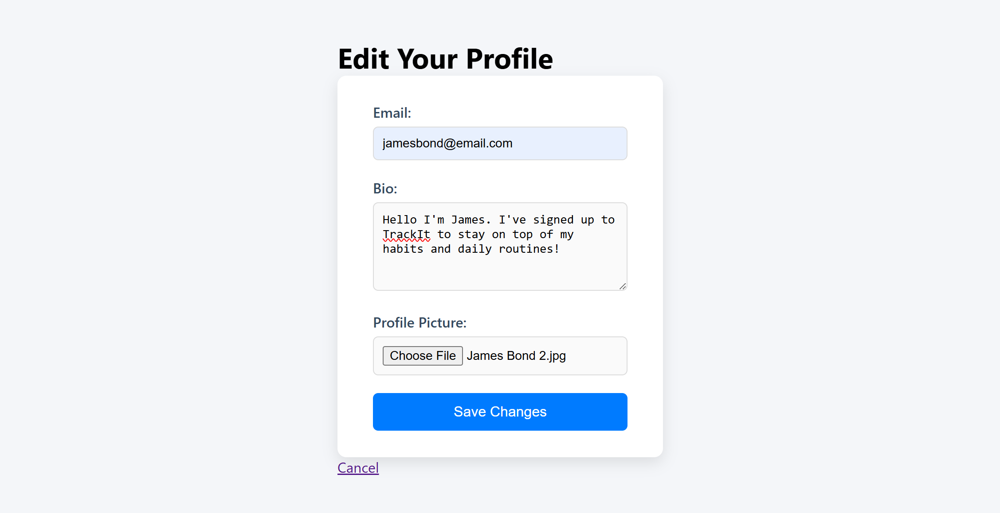 Edit Your Profile
Email:
jamesbond@email.com
Bio:
Hello I'm James. I've signed up to
TrackIt to stay on top of my
habits and daily routines!
Profile Picture:
Choose File James Bond 2.jpg
Save Changes
Cancel